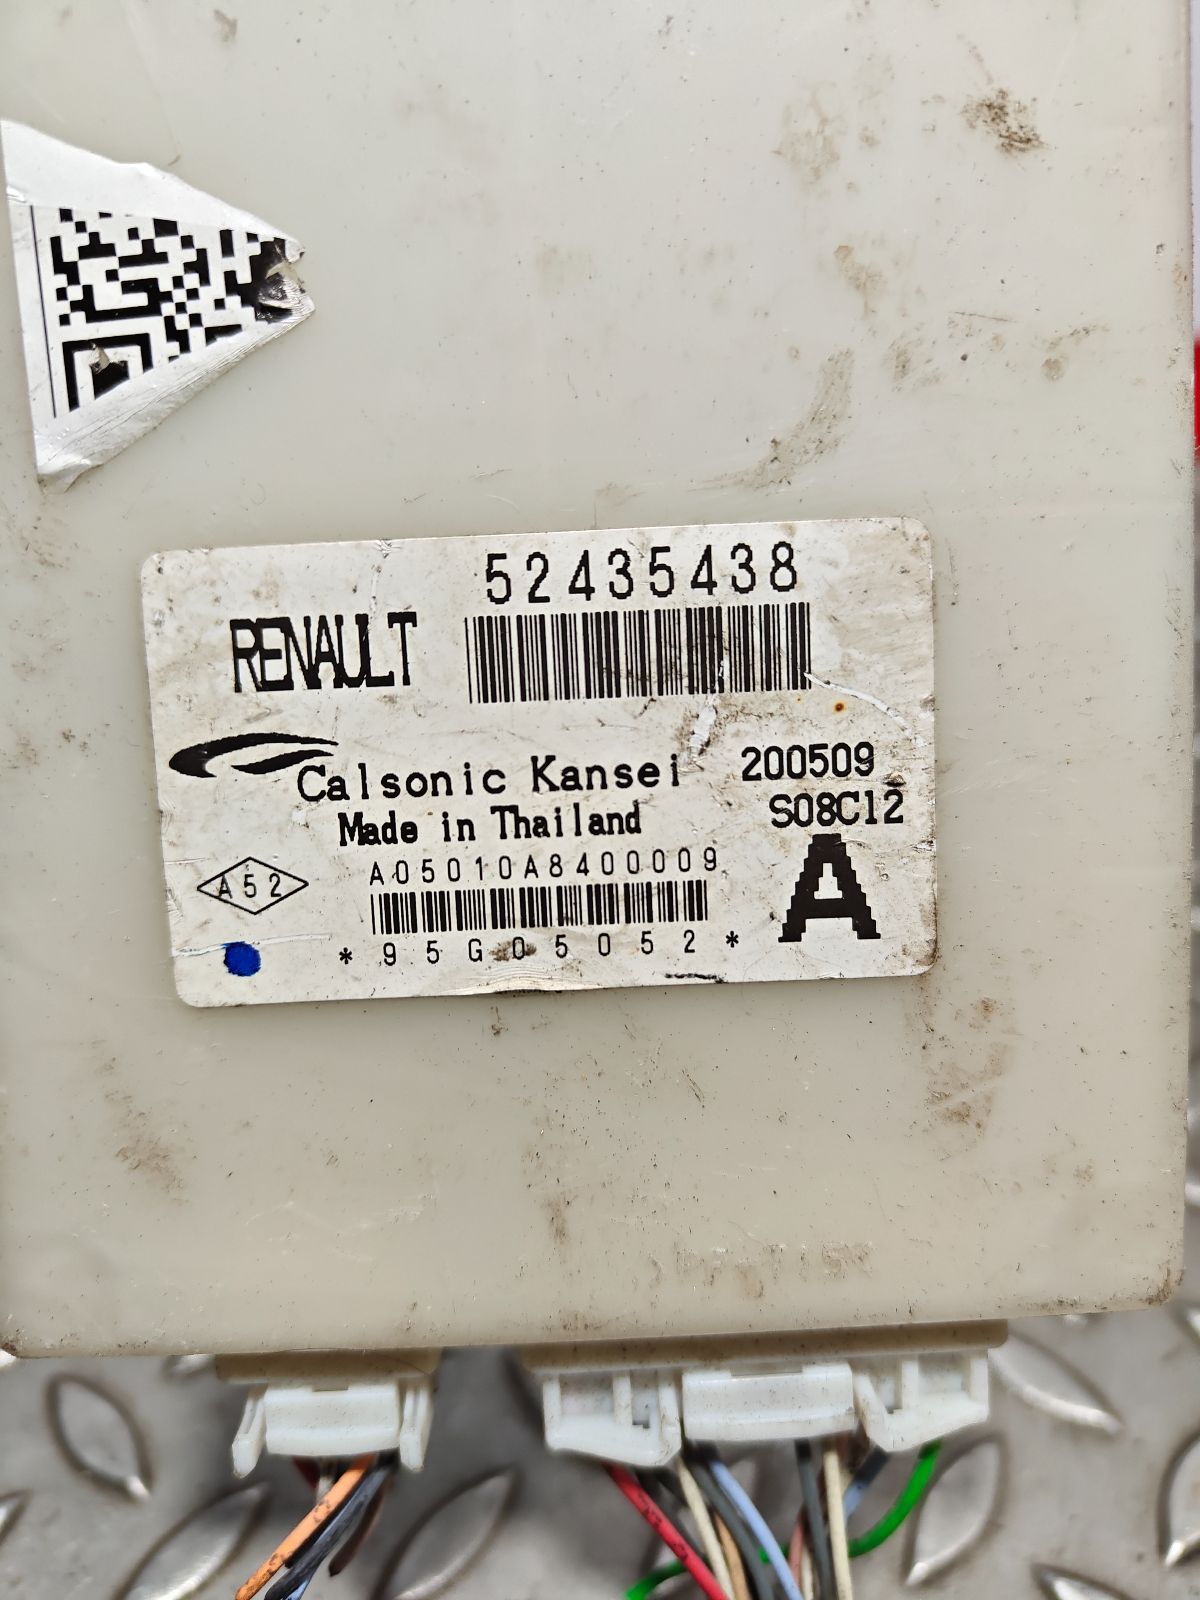 52435438
RENAULT
Calsonic Kansei 200509
Made in Thailand S08C12
A05010A8400009
A52
A
*95G05052*